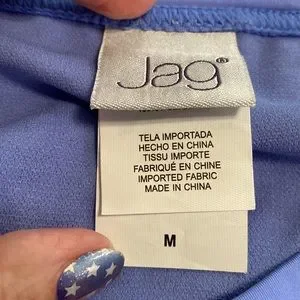 Jag®
TELA IMPORTADA
HECHO EN CHINA
TISSU IMPORTE
FABRIQUÉ EN CHINE
IMPORTED FABRIC
MADE IN CHINA
M